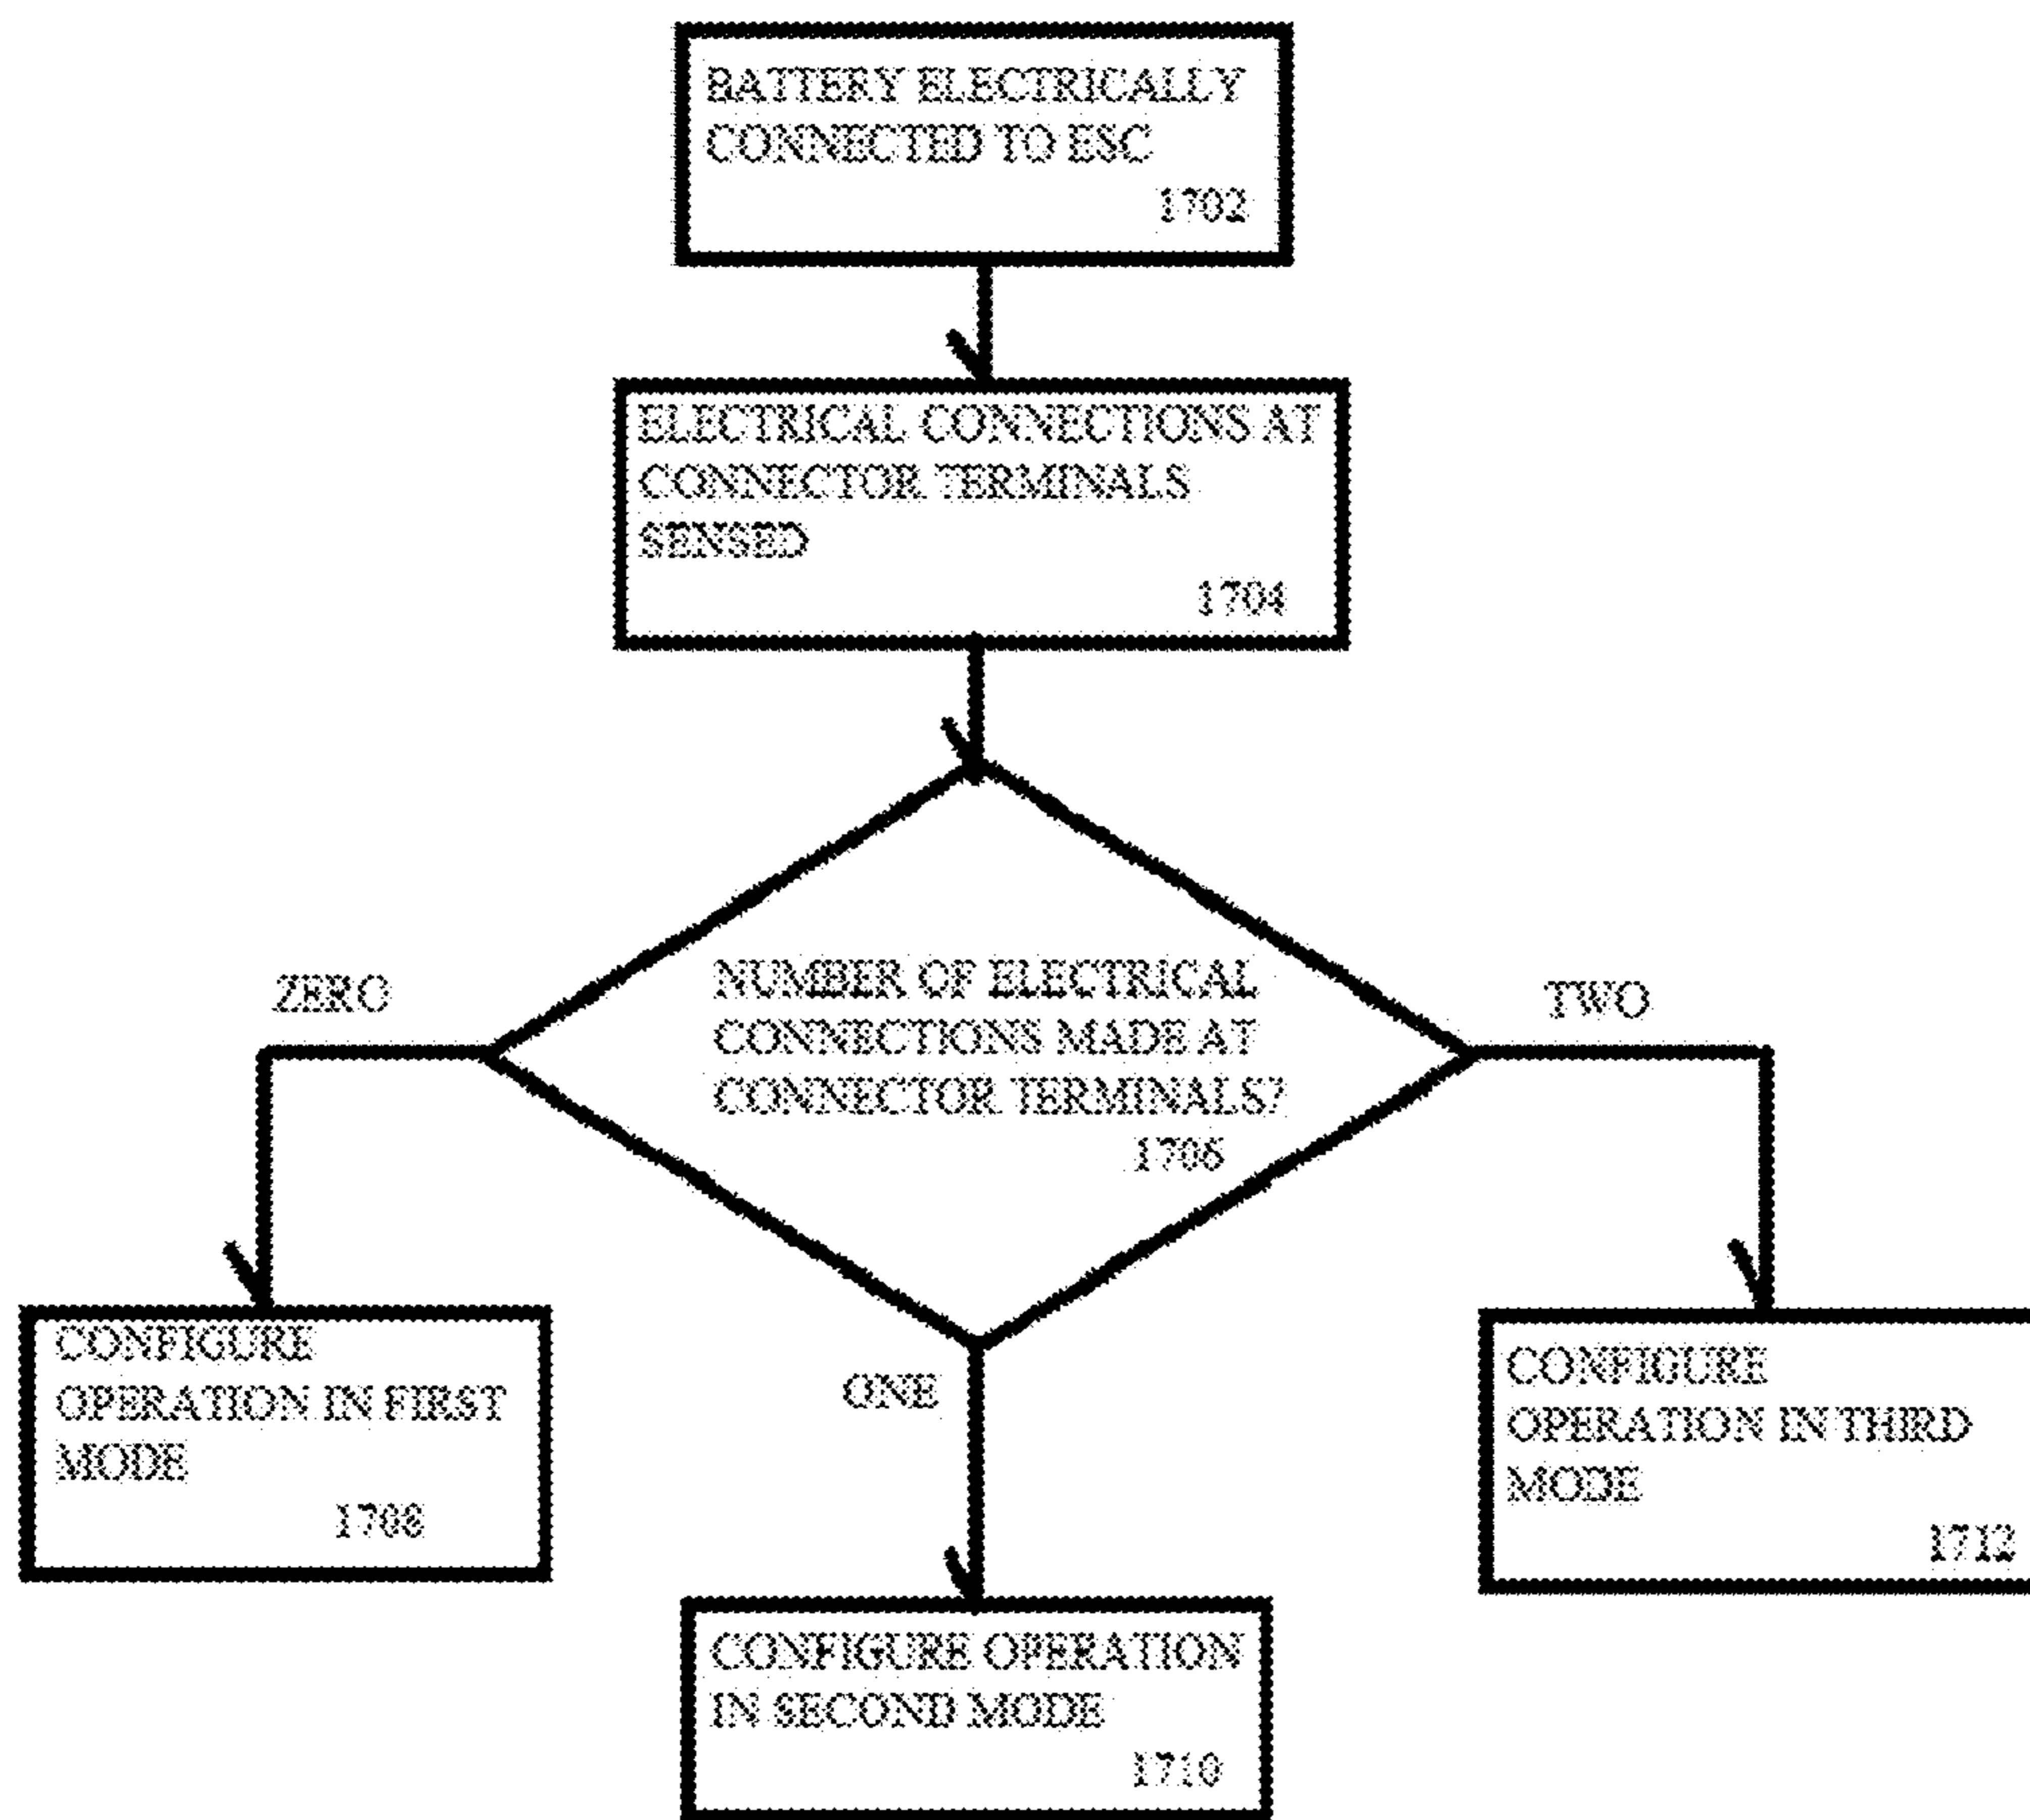 BATTERY ELECTRICALLY
CONNECTED TO ESC
1702
ELECTRICAL CONNECTIONS AT
CONNECTOR TERMINALS
SENSED
1704
NUMBER OF ELECTRICAL
CONNECTIONS MADE AT
CONNECTOR TERMINALS?
1706
ZERO
TWO
ONE
CONFIGURE
OPERATION IN FIRST
MODE
1708
CONFIGURE
OPERATION IN THIRD
MODE
1712
CONFIGURE OPERATION
IN SECOND MODE
1710